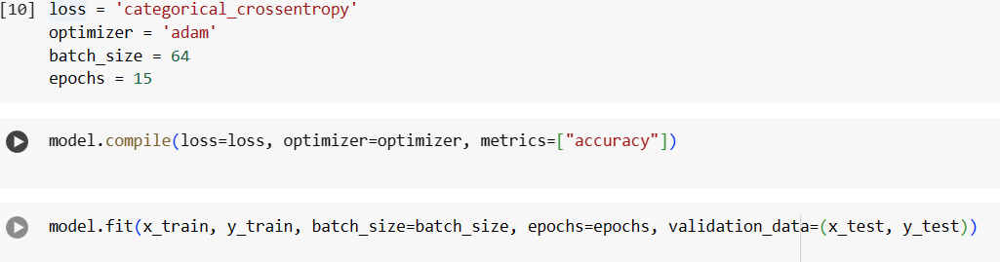 [10] loss = 'categorical_crossentropy'
optimizer = 'adam'
batch_size = 64
epochs = 15
model.compile(loss=loss, optimizer=optimizer, metrics=["accuracy"])
model.fit(x_train, y_train, batch_size=batch_size, epochs=epochs, validation_data=(x_test, y_test))